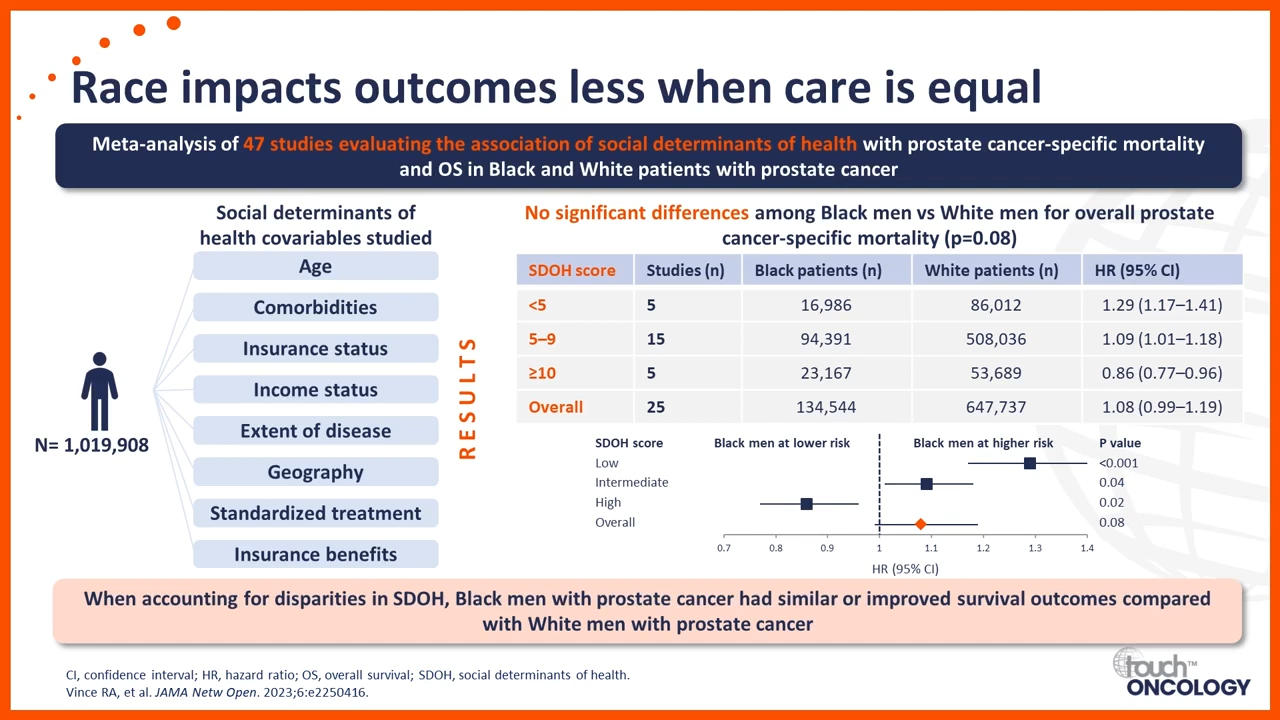 Race impacts outcomes less when care is equal
Meta-analysis of 47 studies evaluating the association of social determinants of health with prostate cancer-specific mortality
and OS in Black and White patients with prostate cancer
Social determinants of
health covariables studied
Age
Comorbidities
Insurance status
Income status
Extent of disease
Geography
Standardized treatment
Insurance benefits
N= 1,019,908
RESULTS
No significant differences among Black men vs White men for overall prostate
cancer-specific mortality (p=0.08)
SDOH score Studies (n) Black patients (n) White patients (n) HR (95% CI)
<5 5 16,986 86,012 1.29 (1.17–1.41)
5–9 15 94,391 508,036 1.09 (1.01–1.18)
≥10 5 23,167 53,689 0.86 (0.77–0.96)
Overall 25 134,544 647,737 1.08 (0.99–1.19)
SDOH score Black men at lower risk Black men at higher risk P value
Low <0.001
Intermediate 0.04
High 0.02
Overall 0.08
0.7 0.8 0.9 1 1.1 1.2 1.3 1.4
HR (95% CI)
When accounting for disparities in SDOH, Black men with prostate cancer had similar or improved survival outcomes compared
with White men with prostate cancer
CI, confidence interval; HR, hazard ratio; OS, overall survival; SDOH, social determinants of health.
Vince RA, et al. JAMA Netw Open. 2023;6:e2250416.
touch™
ONCOLOGY